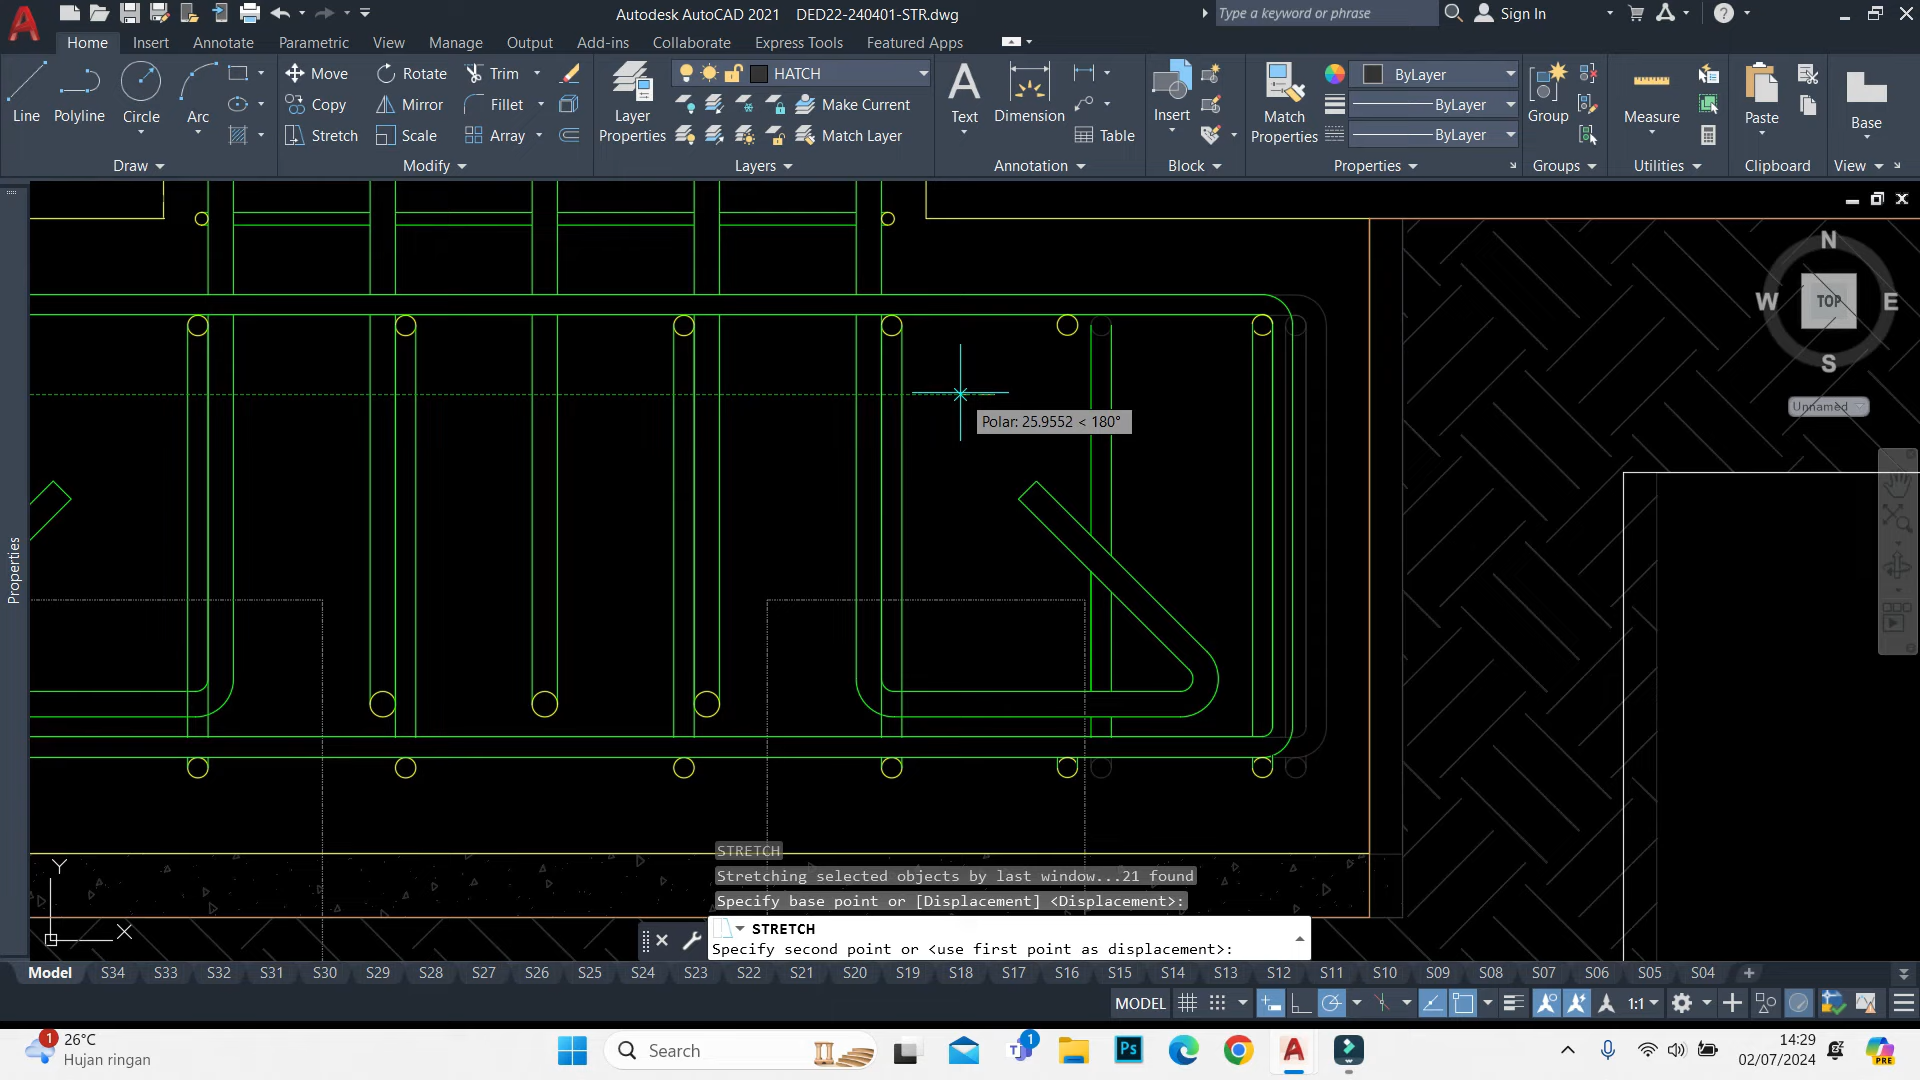 Autodesk AutoCAD 2021 DED22-240401-STR.dwg
Type a keyword or phrase
Sign In
Home Insert Annotate Parametric View Manage Output Add-ins Collaborate Express Tools Featured Apps
Line Polyline Circle Arc
Draw
Move Rotate Trim
Copy Mirror Fillet
Stretch Scale Array
Modify
Layer Properties
HATCH
Make Current
Match Layer
Layers
Text Dimension
Table
Annotation
Insert
Block
Match Properties
ByLayer
ByLayer
ByLayer
Properties
Group
Groups
Measure
Utilities
Paste
Clipboard
Base
View
N
W TOP E
S
Unnamed
Polar: 25.9552 < 180°
Properties
Y
X
STRETCH
Stretching selected objects by last window...21 found
Specify base point or [Displacement] <Displacement>:
STRETCH
Specify second point or <use first point as displacement>:
Model S34 S33 S32 S31 S30 S29 S28 S27 S26 S25 S24 S23 S22 S21 S20 S19 S18 S17 S16 S15 S14 S13 S12 S11 S10 S09 S08 S07 S06 S05 S04
MODEL 1:1
1
26°C
Hujan ringan
Search
1
Ps
14:29
02/07/2024
PRE